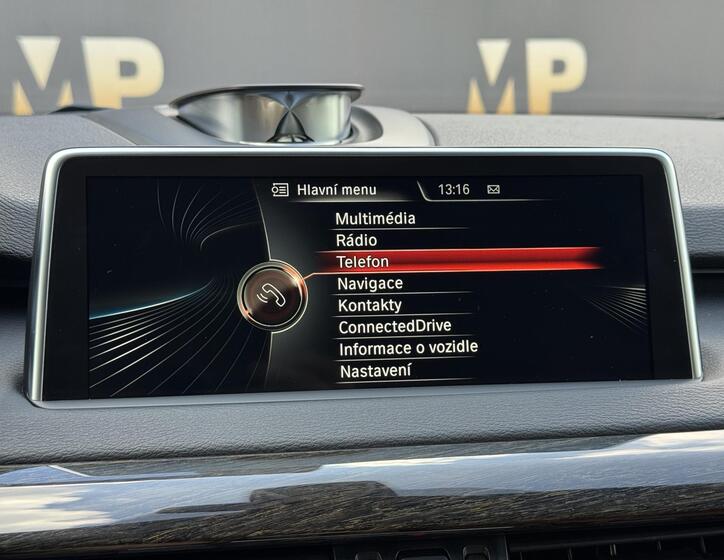 MP
MP
Hlavní menu
13:16
Multimédia
Rádio
Telefon
Navigace
Kontakty
ConnectedDrive
Informace o vozidle
Nastavení